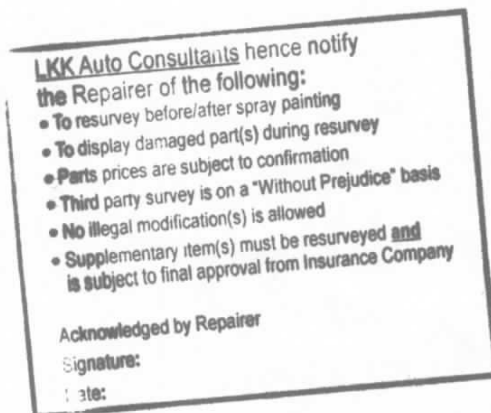 LKK Auto Consultants hence notify
the Repairer of the following:
• To resurvey before/after spray painting
• To display damaged part(s) during resurvey
• Parts prices are subject to confirmation
• Third party survey is on a "Without Prejudice" basis
• No illegal modification(s) is allowed
• Supplementary item(s) must be resurveyed and
is subject to final approval from Insurance Company
Acknowledged by Repairer
Signature:
Date: